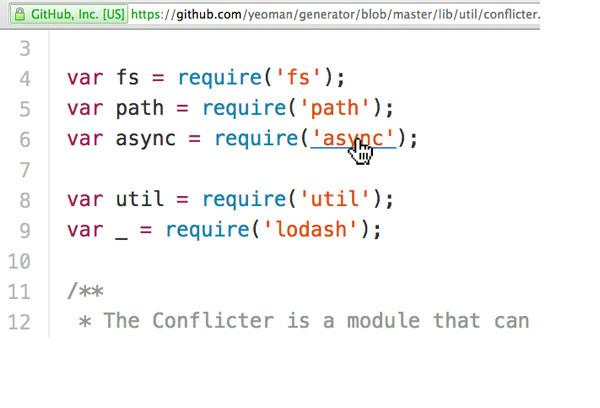 GitHub, Inc. [US] https://github.com/yeoman/generator/blob/master/lib/util/conflicter.
3
4 var fs = require('fs');
5 var path = require('path');
6 var async = require('async');
7
8 var util = require('util');
9 var _ = require('lodash');
10
11 /**
12 * The Conflicter is a module that can